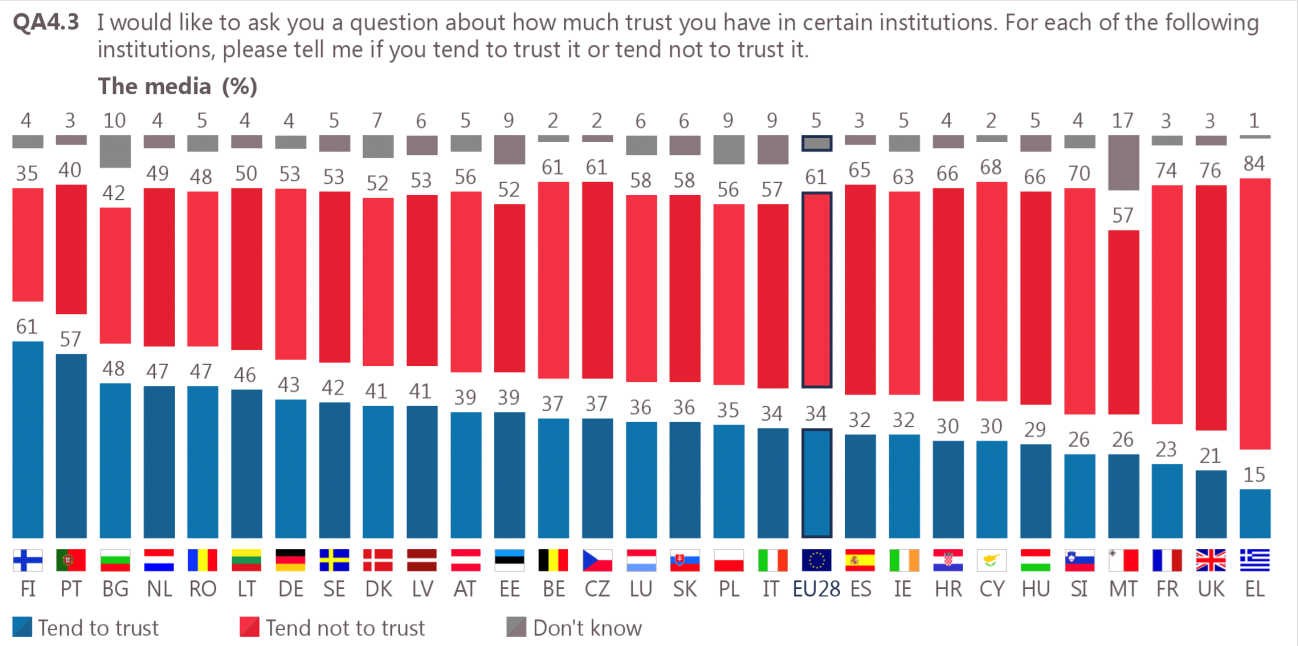 QA4.3 I would like to ask you a question about how much trust you have in certain institutions. For each of the following
institutions, please tell me if you tend to trust it or tend not to trust it.
The media (%)
4 3 10 4 5 4 4 5 7 6 5 9 2 2 6 6 9 9 5 3 5 4 2 5 4 17 3 3 1
35 40 42 49 48 50 53 53 52 53 56 52 61 61 58 58 56 57 61 65 63 66 68 66 70 57 74 76 84
61 57 48 47 47 46 43 42 41 41 39 39 37 37 36 36 35 34 34 32 32 30 30 29 26 26 23 21 15
FI PT BG NL RO LT DE SE DK LV AT EE BE CZ LU SK PL IT EU28 ES IE HR CY HU SI MT FR UK EL
Tend to trust Tend not to trust Don't know